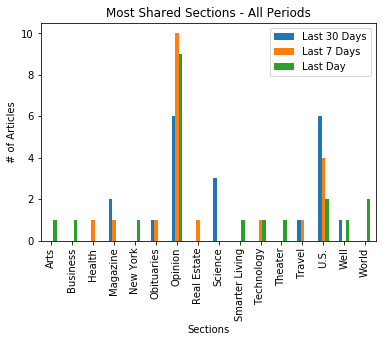 Most Shared Sections - All Periods
Last 30 Days
Last 7 Days
Last Day
# of Articles
10
8
6
4
2
0
Arts
Business
Health
Magazine
New York
Obituaries
Opinion
Real Estate
Science
Smarter Living
Technology
Theater
Travel
U.S.
Well
World
Sections